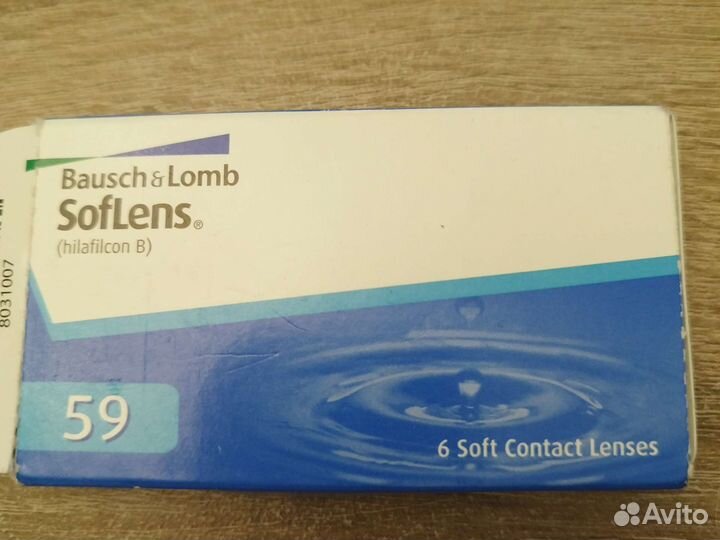 Bausch & Lomb
SofLens®
(hilafilcon B)
59
6 Soft Contact Lenses
8031007
Avito